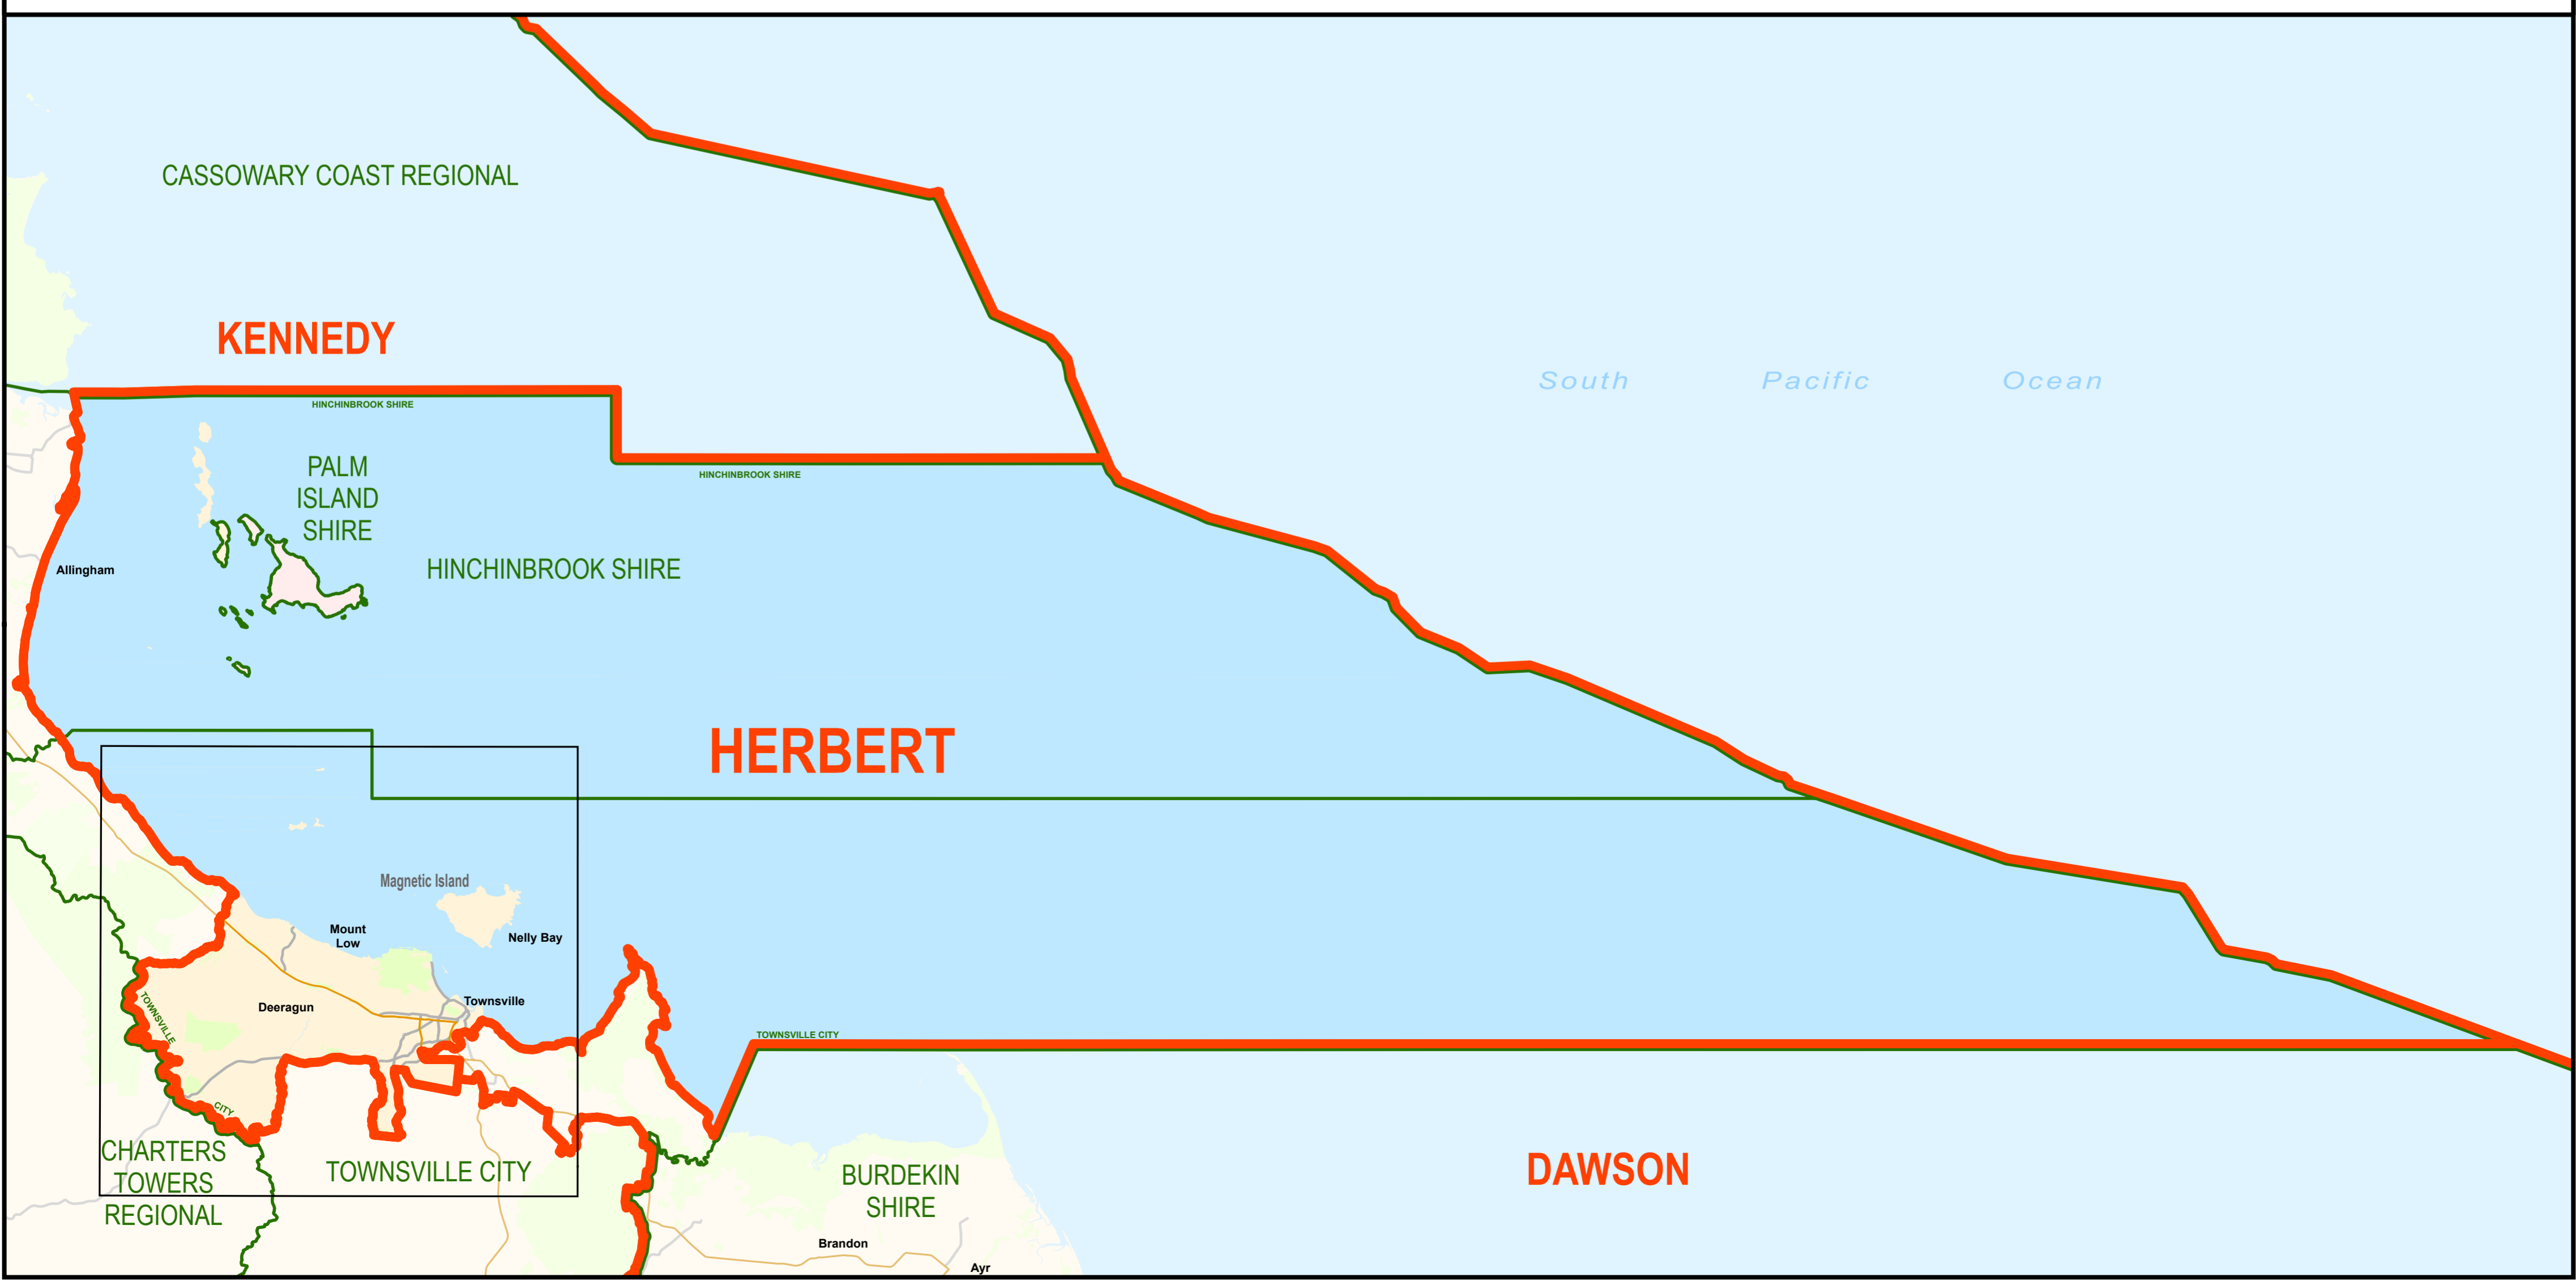 CASSOWARY COAST REGIONAL
KENNEDY
South Pacific Ocean
HINCHINBROOK SHIRE
HINCHINBROOK SHIRE
PALM
ISLAND
SHIRE
HINCHINBROOK SHIRE
Allingham
HERBERT
Magnetic Island
Mount
Low
Nelly Bay
Townsville
Deeragun
TOWNSVILLE
CITY
TOWNSVILLE CITY
CHARTERS
TOWERS
REGIONAL
TOWNSVILLE CITY
BURDEKIN
SHIRE
DAWSON
Brandon
Ayr